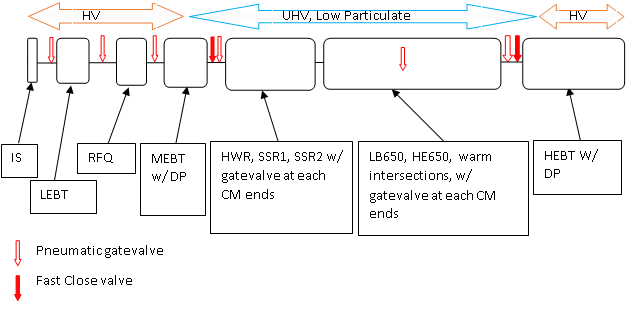 HV
UHV, Low Particulate
HV
IS
LEBT
RFQ
MEBT
w/DP
HWR, SSR1, SSR2 w/
gatevalve at each
CM ends
LB650, HE650, warm
intersections, w/
gatevalve at each CM
ends
HEBT W/
DP
Pneumatic gatevalve
Fast Close valve